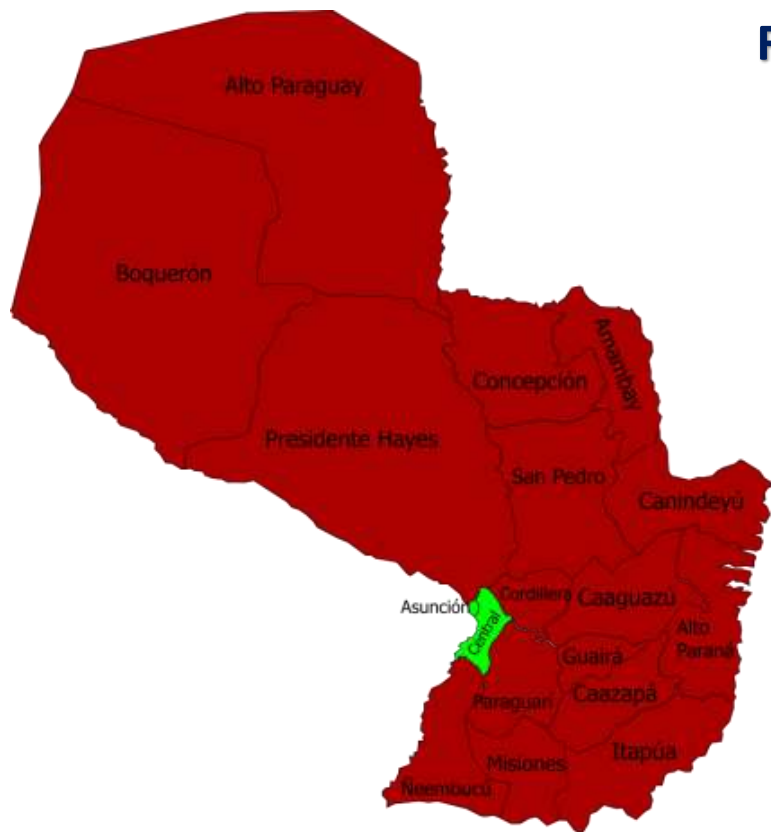 F
Alto Paraguay
Boquerón
Amambay
Concepción
Presidente Hayes
San Pedro
Canindeyú
Cordillera
Caaguazú
Asunción
Central
Alto
Paraná
Guairá
Caazapá
Paraguarí
Itapúa
Misiones
Ñeembucú